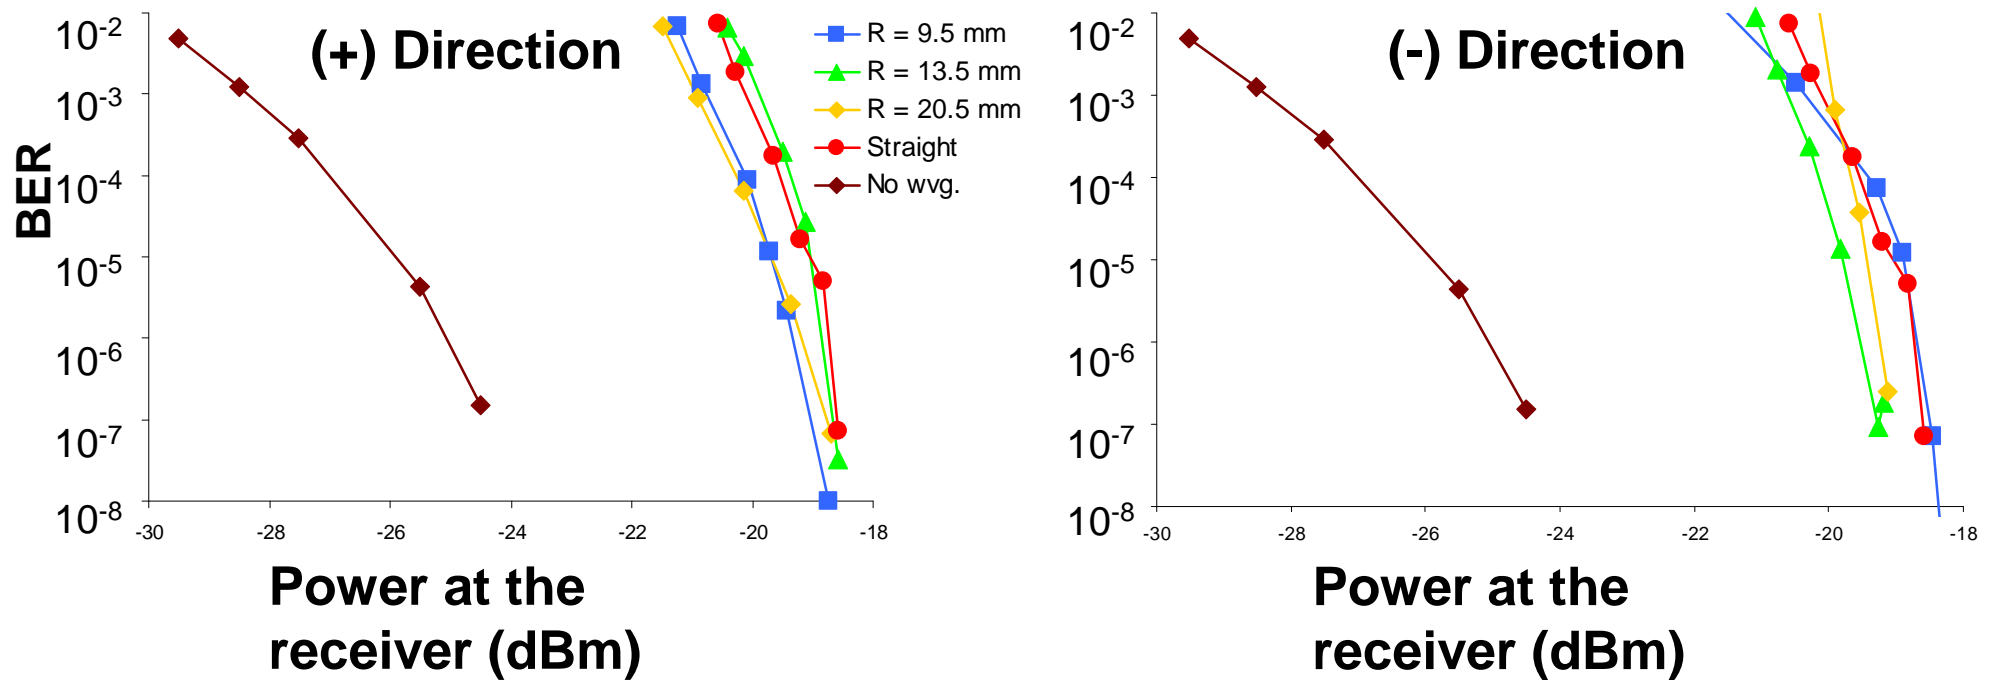 (+) Direction
BER
10-2
10-3
10-4
10-5
10-6
10-7
10-8
-30 -28 -26 -24 -22 -20 -18
Power at the
receiver (dBm)
R = 9.5 mm
R = 13.5 mm
R = 20.5 mm
Straight
No wvg.
(-) Direction
10-2
10-3
10-4
10-5
10-6
10-7
10-8
-30 -28 -26 -24 -22 -20 -18
Power at the
receiver (dBm)